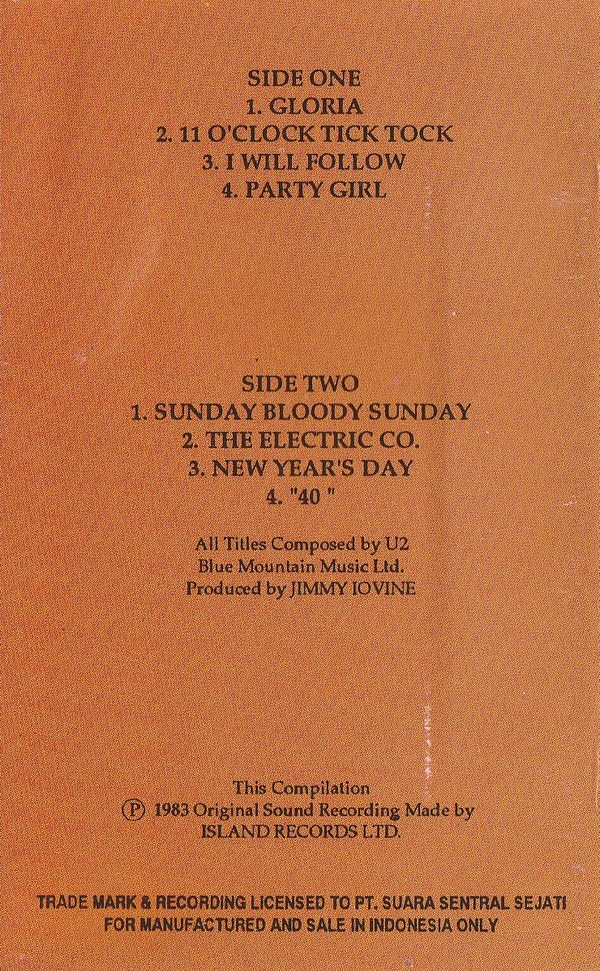 SIDE ONE
1. GLORIA
2. 11 O'CLOCK TICK TOCK
3. I WILL FOLLOW
4. PARTY GIRL
SIDE TWO
1. SUNDAY BLOODY SUNDAY
2. THE ELECTRIC CO.
3. NEW YEAR'S DAY
4. "40 "
All Titles Composed by U2
Blue Mountain Music Ltd.
Produced by JIMMY IOVINE
This Compilation
Ⓟ 1983 Original Sound Recording Made by
ISLAND RECORDS LTD.
TRADE MARK & RECORDING LICENSED TO PT. SUARA SENTRAL SEJATI
FOR MANUFACTURED AND SALE IN INDONESIA ONLY